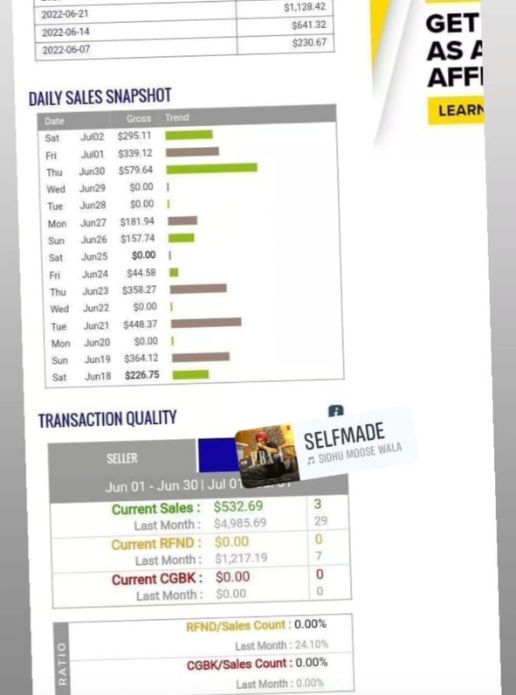 2022-06-21 $1,128.42
2022-06-14 $641.32
2022-06-07 $230.67
GET
AS A
AFFI
LEARN
DAILY SALES SNAPSHOT
Date Gross Trend
Sat Jul02 $295.11
Fri Jul01 $339.12
Thu Jun30 $579.64
Wed Jun29 $0.00
Tue Jun28 $0.00
Mon Jun27 $181.94
Sun Jun26 $157.74
Sat Jun25 $0.00
Fri Jun24 $44.58
Thu Jun23 $358.27
Wed Jun22 $0.00
Tue Jun21 $448.37
Mon Jun20 $0.00
Sun Jun19 $364.12
Sat Jun18 $226.75
TRANSACTION QUALITY
i
SELLER
SELFMADE
SIDHU MOOSE WALA
Jun 01 - Jun 30 | Jul 01
Current Sales : $532.69 3
Last Month : $4,985.69 29
Current RFND : $0.00 0
Last Month : $1,217.19 7
Current CGBK : $0.00 0
Last Month : $0.00 0
RATIO
RFND/Sales Count : 0.00%
Last Month : 24.10%
CGBK/Sales Count : 0.00%
Last Month : 0.00%